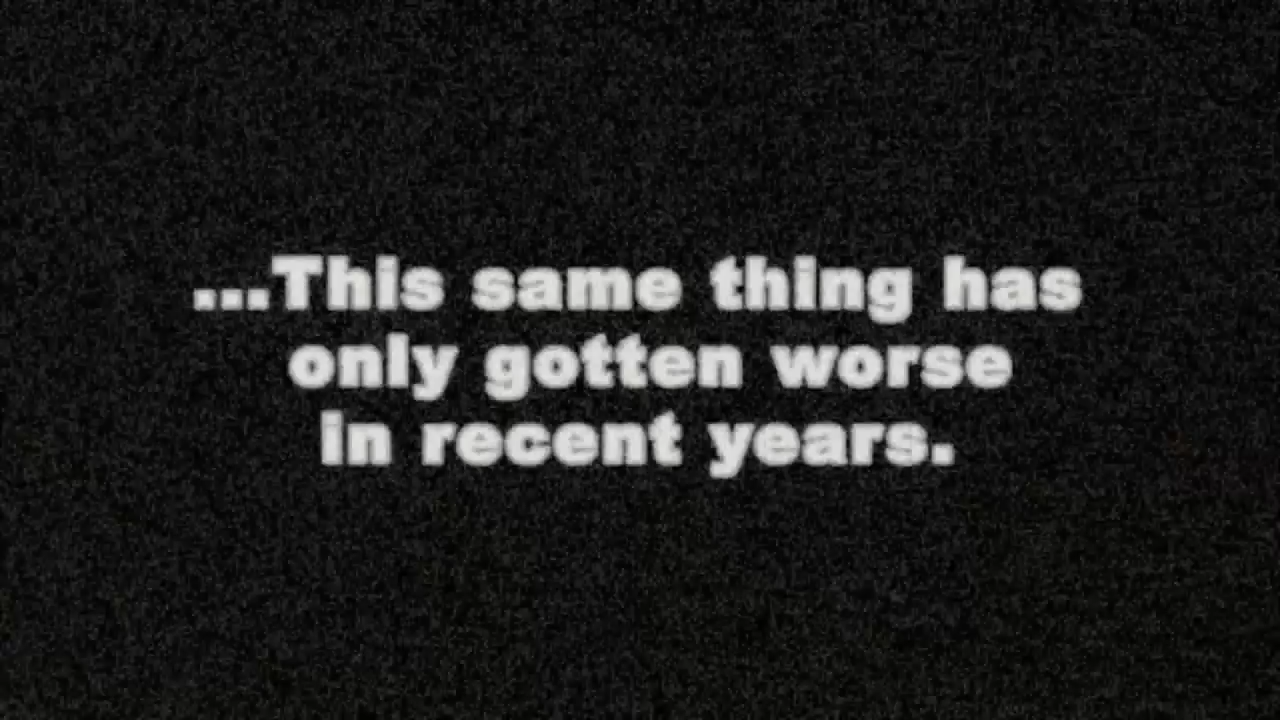 ...This same thing has
only gotten worse
in recent years.